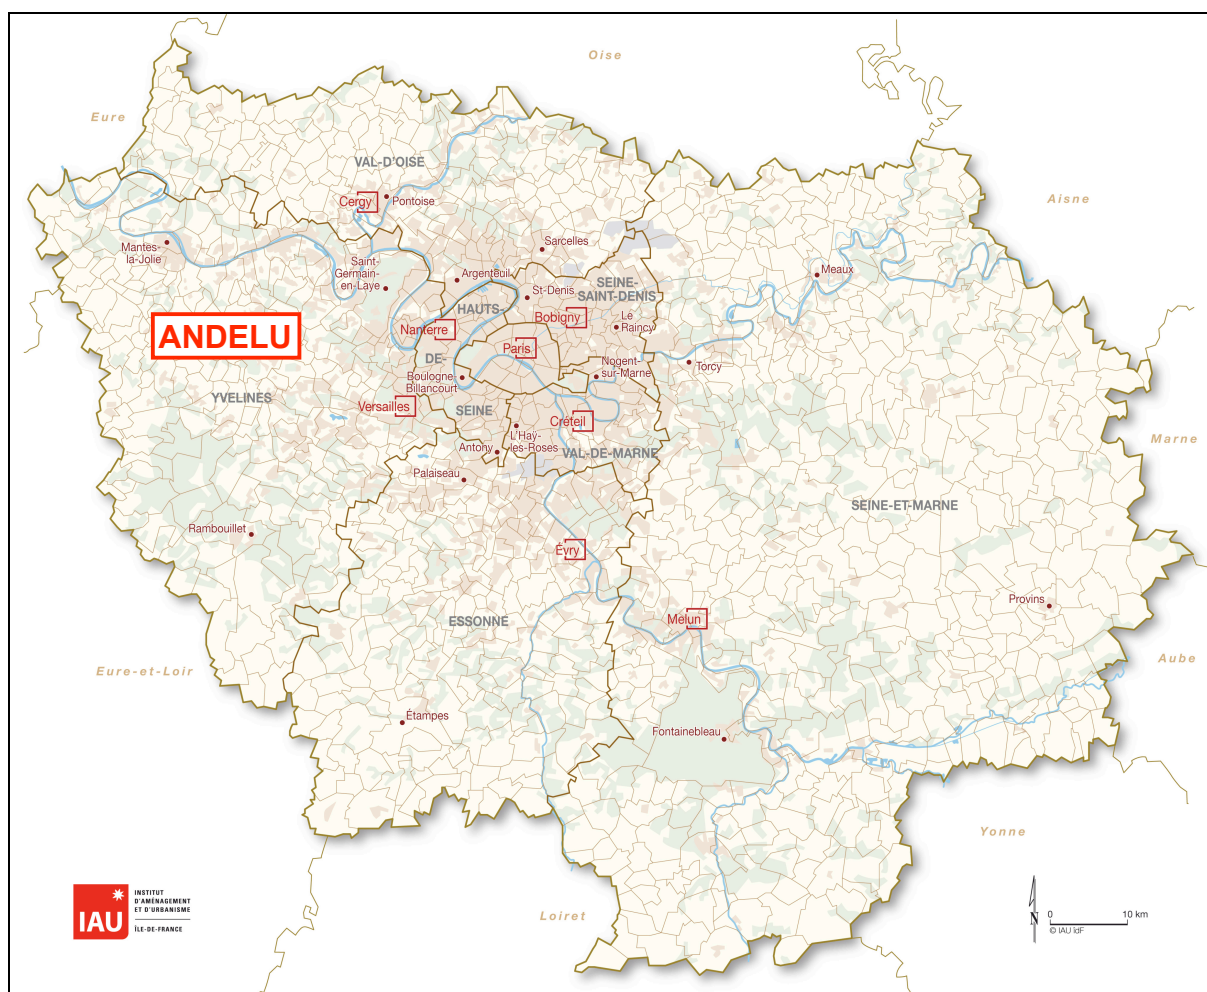 Oise
Eure
VAL-D'OISE
Cergy
Pontoise
Aisne
Mantes-
la-Jolie
Sarcelles
Saint-
Germain-
en-Laye
Argenteuil
Meaux
St-Denis
SEINE-
SAINT-DENIS
HAUTS-
Bobigny
Le
Raincy
ANDELU
Nanterre
Paris
DE-
Nogent-
sur-Marne
Torcy
Boulogne-
Billancourt
YVELINES
Versailles
SEINE
Créteil
L'Haÿ-
les-Roses
Antony
VAL-DE-MARNE
Marne
Palaiseau
SEINE-ET-MARNE
Rambouillet
Évry
Provins
ESSONNE
Melun
Eure-et-Loir
Aube
Étampes
Fontainebleau
Yonne
Loiret
IAU
INSTITUT
D'AMÉNAGEMENT
ET D'URBANISME
ÎLE-DE-FRANCE
N
0 10 km
© IAU îdF